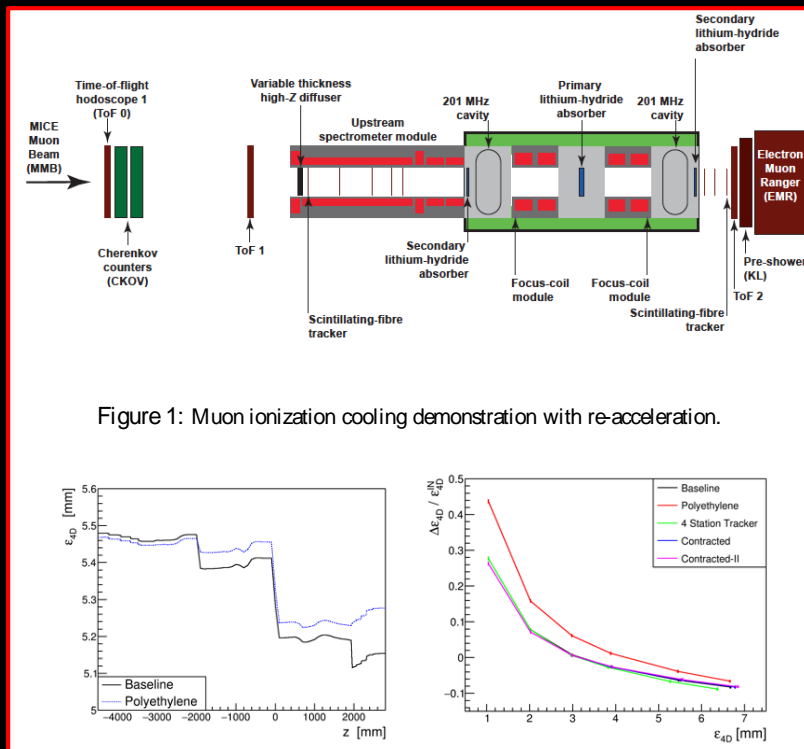 Secondary
lithium-hydride
absorber
Time-of-flight
hodoscope 1
(ToF 0)
Variable thickness
high-Z diffuser
Primary
lithium-hydride
absorber
201 MHz
cavity
201 MHz
cavity
MICE
Muon
Beam
(MMB)
Upstream
spectrometer module
Electron
Muon
Ranger
(EMR)
Cherenkov
counters
(CKOV)
ToF 1
Secondary
lithium-hydride
absorber
Scintillating-fibre
tracker
Focus-coil
module
Focus-coil
module
Pre-shower
(KL)
ToF 2
Scintillating-fibre
tracker
Figure 1: Muon ionization cooling demonstration with re-acceleration.
ε4D [mm]
5.6
5.5
5.4
5.3
5.2
5.1
5
Baseline
Polyethylene
−4000 −3000 −2000 −1000 0 1000 2000
z [mm]
Δε4D / ε4D^IN
0.5
0.4
0.3
0.2
0.1
0
−0.1
Baseline
Polyethylene
4 Station Tracker
Contracted
Contracted-II
1 2 3 4 5 6 7
ε4D [mm]